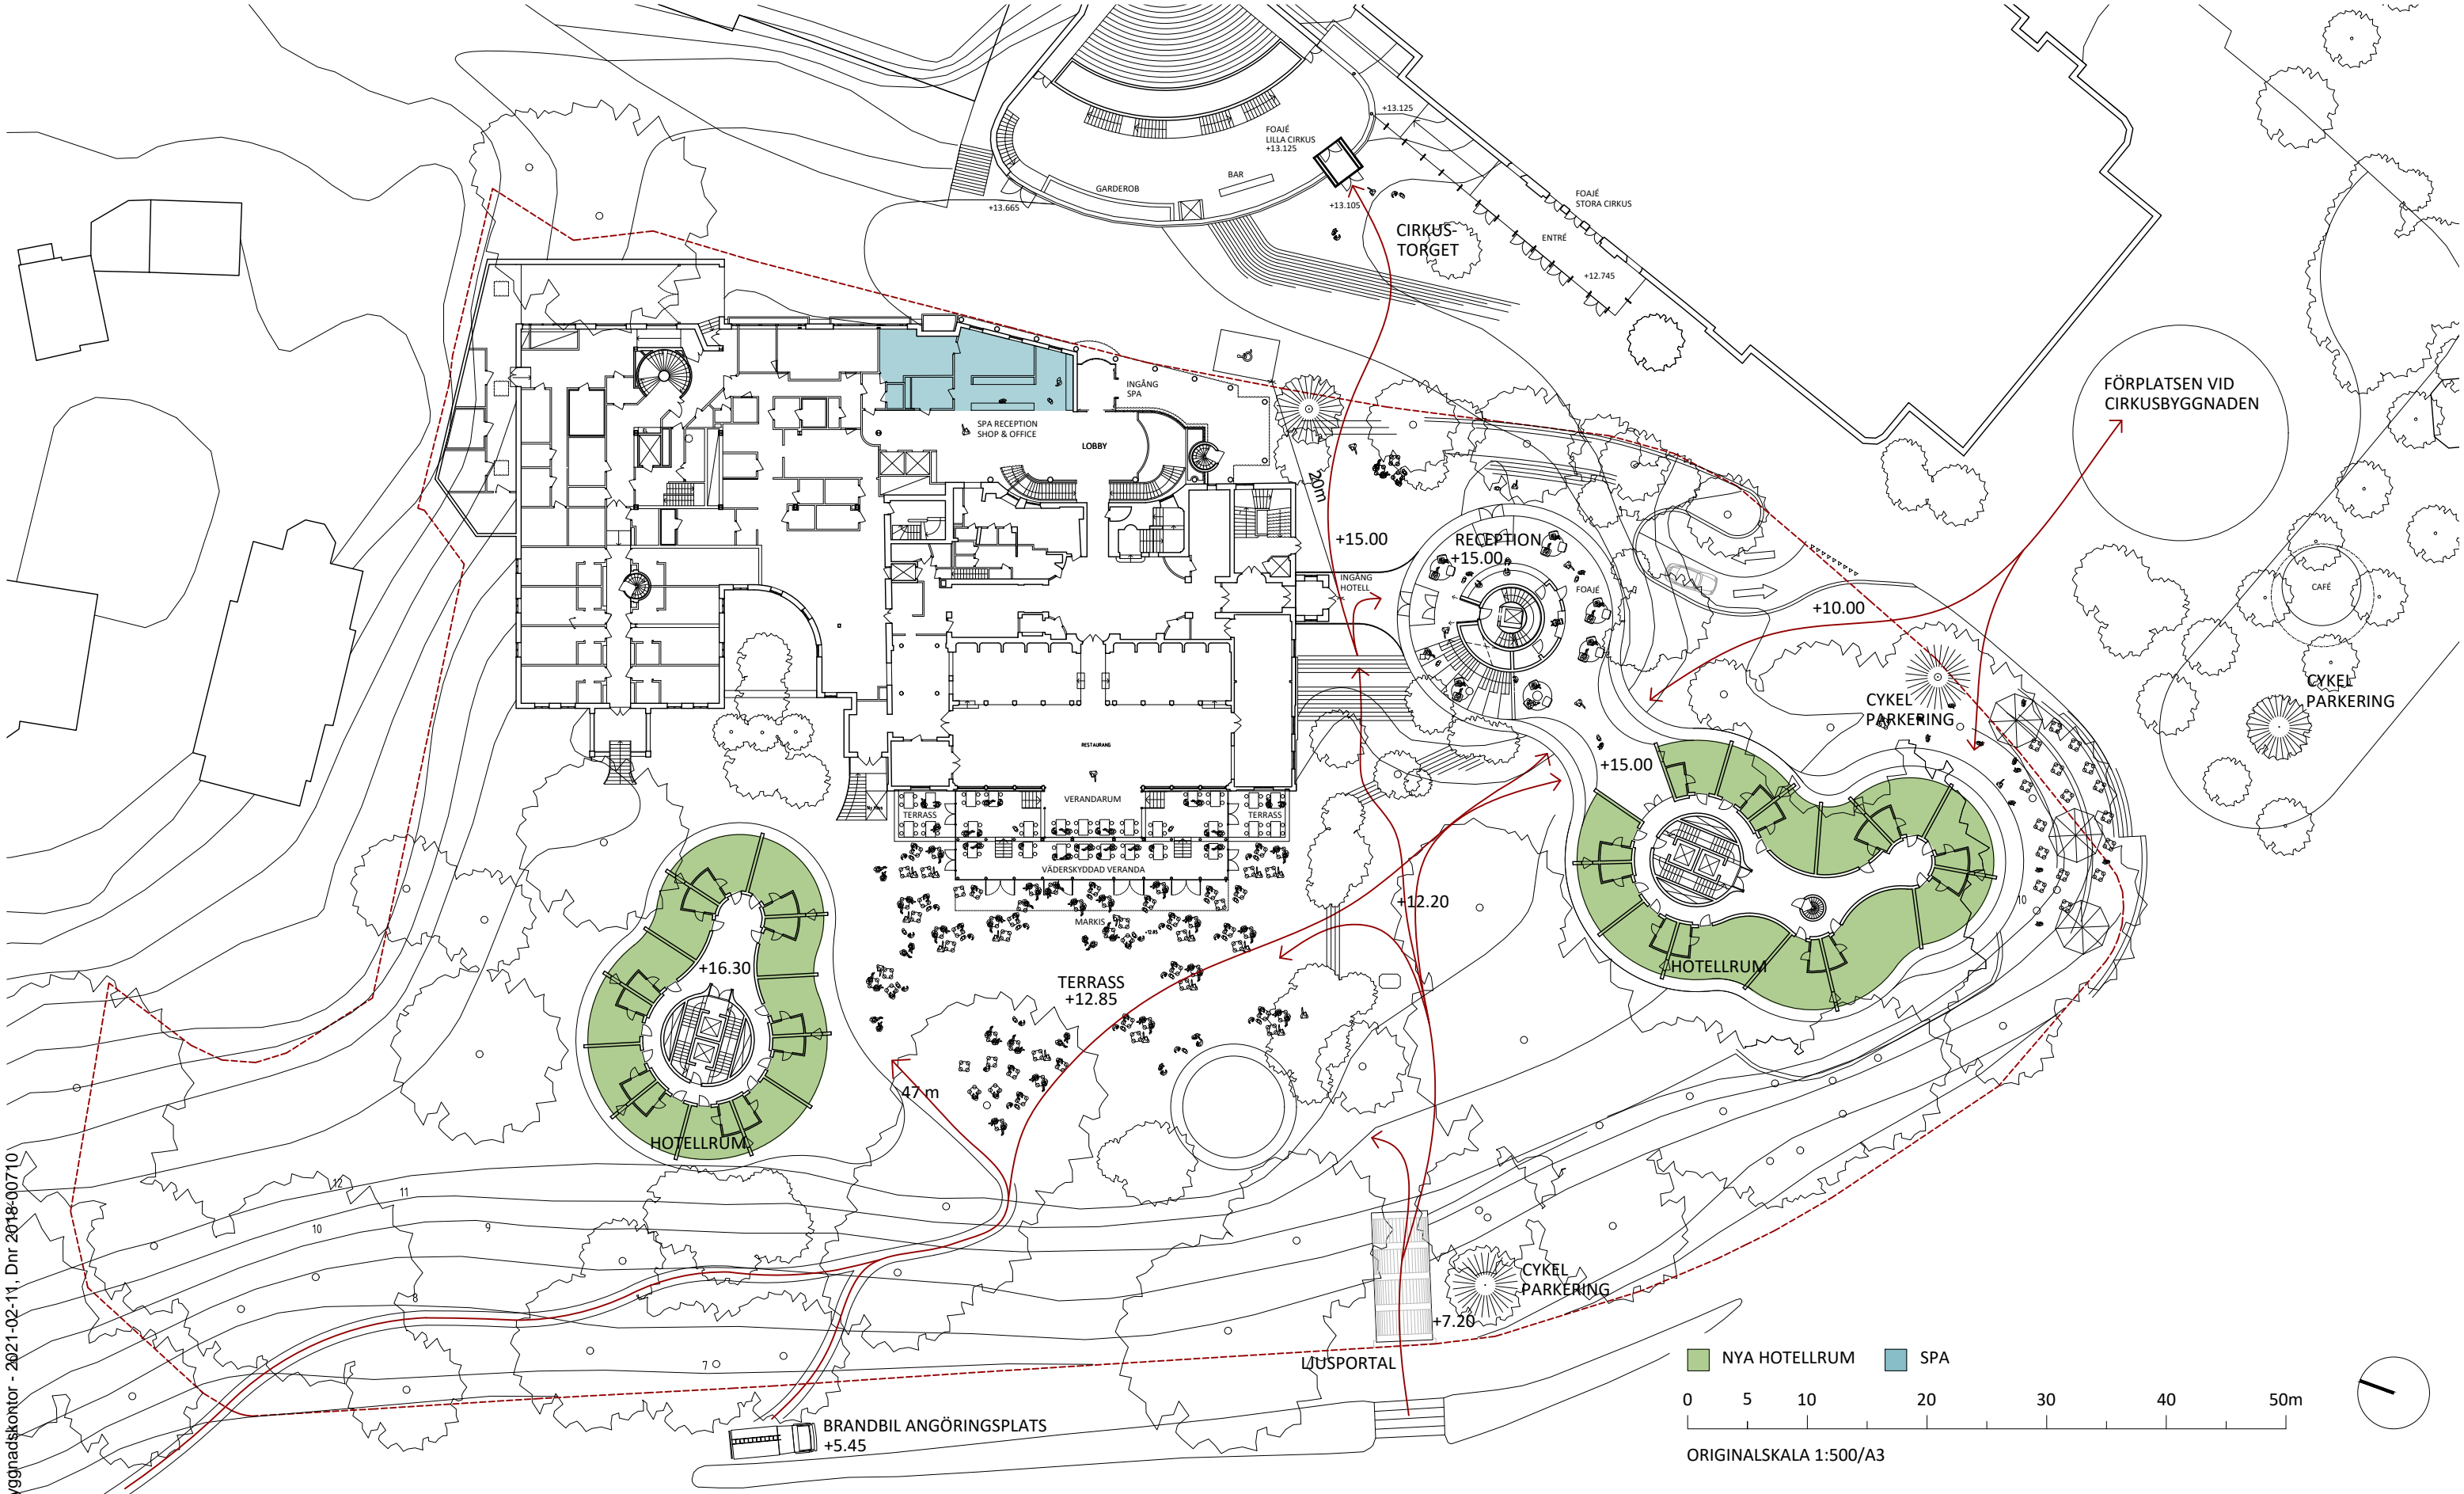 +13.125
FOAJÉ
LILLA CIRKUS
+13.125
BAR
GARDEROB
+13.665
+13.105
FOAJÉ
STORA CIRKUS
CIRKUS-
TORGET
ENTRÉ
+12.745
FÖRPLATSEN VID
CIRKUSBYGGNADEN
INGÅNG
SPA
SPA RECEPTION
SHOP & OFFICE
LOBBY
20m
+15.00
RECEPTION
+15.00
INGÅNG
HOTELL
FOAJÉ
+10.00
CAFÉ
CYKEL
PARKERING
CYKEL
PARKERING
RESTAURANG
+15.00
VERANDARUM
TERRASS
TERRASS
VÄDERSKYDDAD VERANDA
MARKIS
+12.85
+12.20
10
HOTELLRUM
+16.30
TERRASS
+12.85
47 m
HOTELLRUM
12
11
10
9
8
7
CYKEL
PARKERING
+7.20
LJUSPORTAL
BRANDBIL ANGÖRINGSPLATS
+5.45
NYA HOTELLRUM
SPA
0 5 10 20 30 40 50m
ORIGINALSKALA 1:500/A3
yggnadskontor - 2021-02-11, Dnr 2018-00710